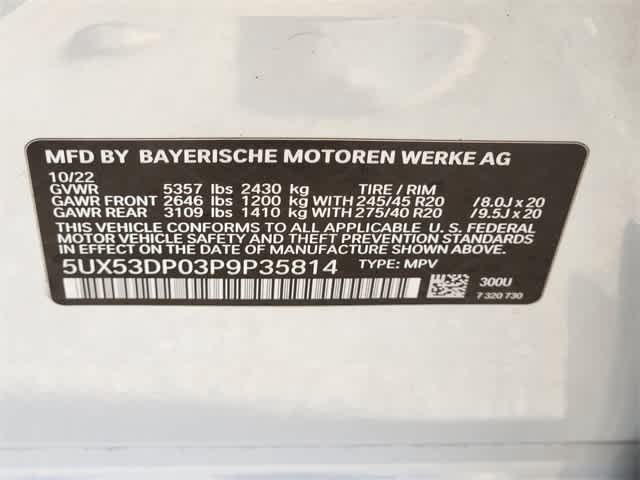 MFD BY BAYERISCHE MOTOREN WERKE AG
10/22
GVWR 5357 lbs 2430 kg TIRE / RIM
GAWR FRONT 2646 lbs 1200 kg WITH 245/45 R20 /8.0J x 20
GAWR REAR 3109 lbs 1410 kg WITH 275/40 R20 /9.5J x 20
THIS VEHICLE CONFORMS TO ALL APPLICABLE U. S. FEDERAL
MOTOR VEHICLE SAFETY STANDARDS IN EFFECT ON THE
DATE OF MANUFACTURE SHOWN ABOVE.
5UX53DP03P9P35814 TYPE: MPV
300U
7 320 730